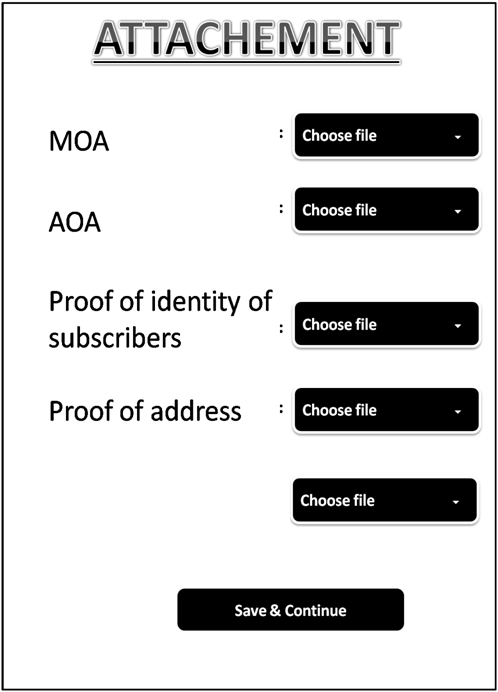 ATTACHEMENT
MOA : Choose file
AOA : Choose file
Proof of identity of
subscribers : Choose file
Proof of address : Choose file
Choose file
Save & Continue